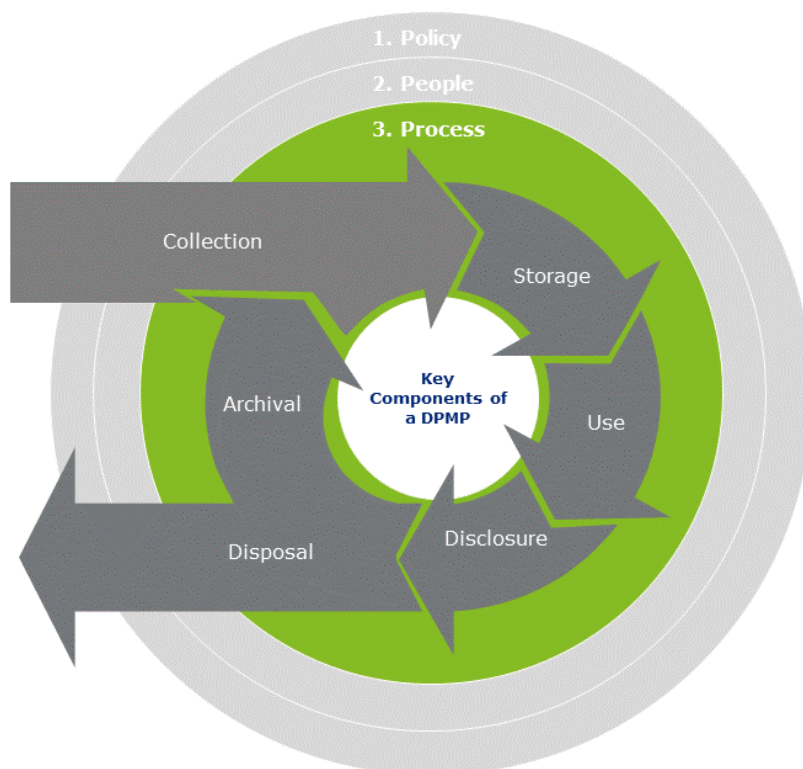 1. Policy
2. People
3. Process
Collection
Storage
Key
Components of
a DPMP
Archival
Use
Disclosure
Disposal